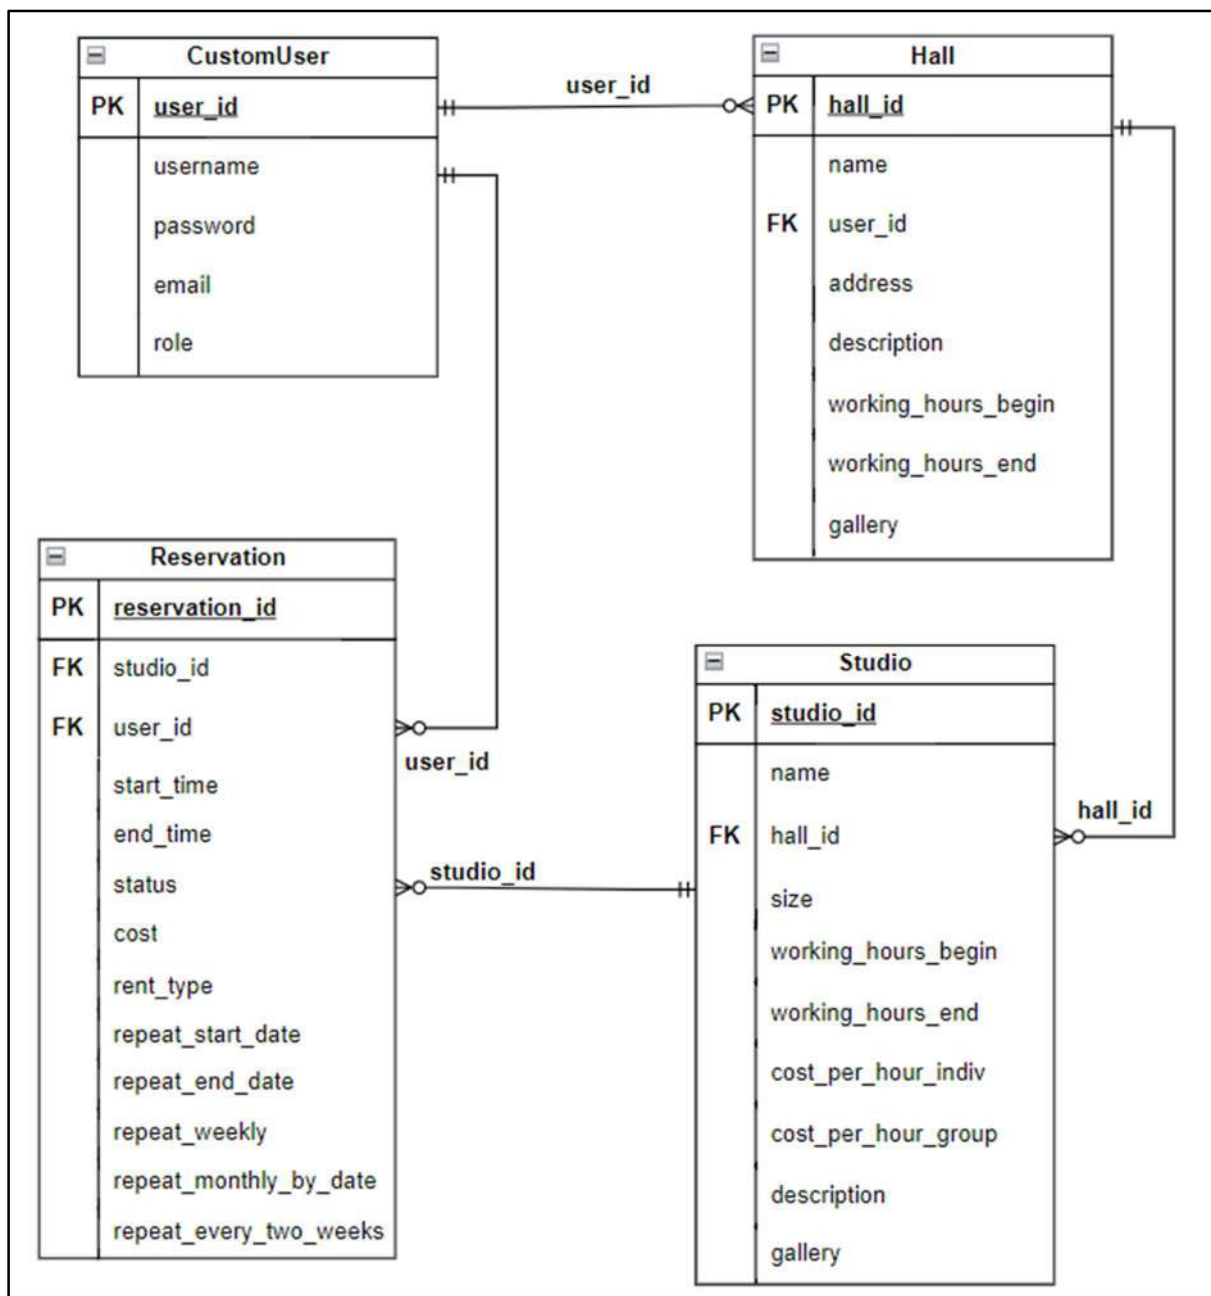 CustomUser
PK user_id
username
password
email
role
user_id
Hall
PK hall_id
name
FK user_id
address
description
working_hours_begin
working_hours_end
gallery
Reservation
PK reservation_id
FK studio_id
FK user_id
start_time
end_time
status
cost
rent_type
repeat_start_date
repeat_end_date
repeat_weekly
repeat_monthly_by_date
repeat_every_two_weeks
user_id
studio_id
Studio
PK studio_id
name
FK hall_id
size
working_hours_begin
working_hours_end
cost_per_hour_indiv
cost_per_hour_group
description
gallery
hall_id